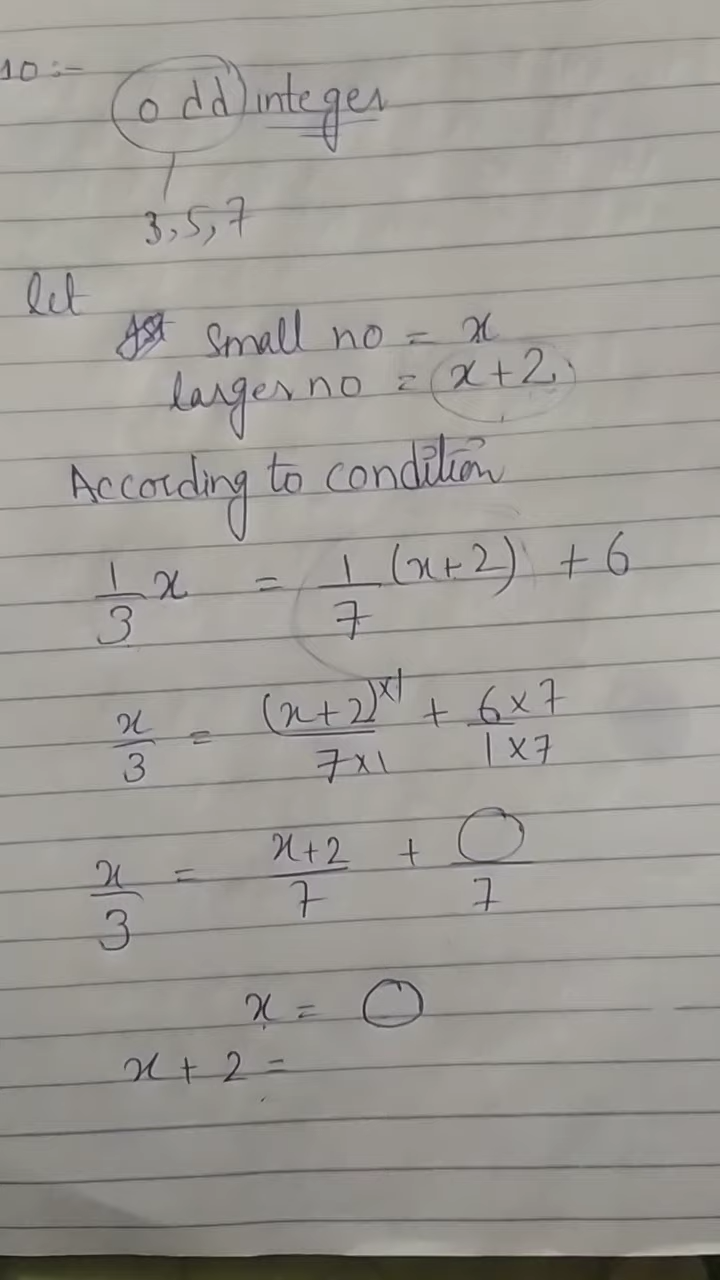 10:-
odd integer
3,5,7
let
small no = x
larger no = x+2
According to condition
1/3 x = 1/7 (x+2) + 6
x/3 = (x+2)×1/7×1 + 6×7/1×7
x/3 = x+2/7 + ○/7
x = ○
x + 2 =